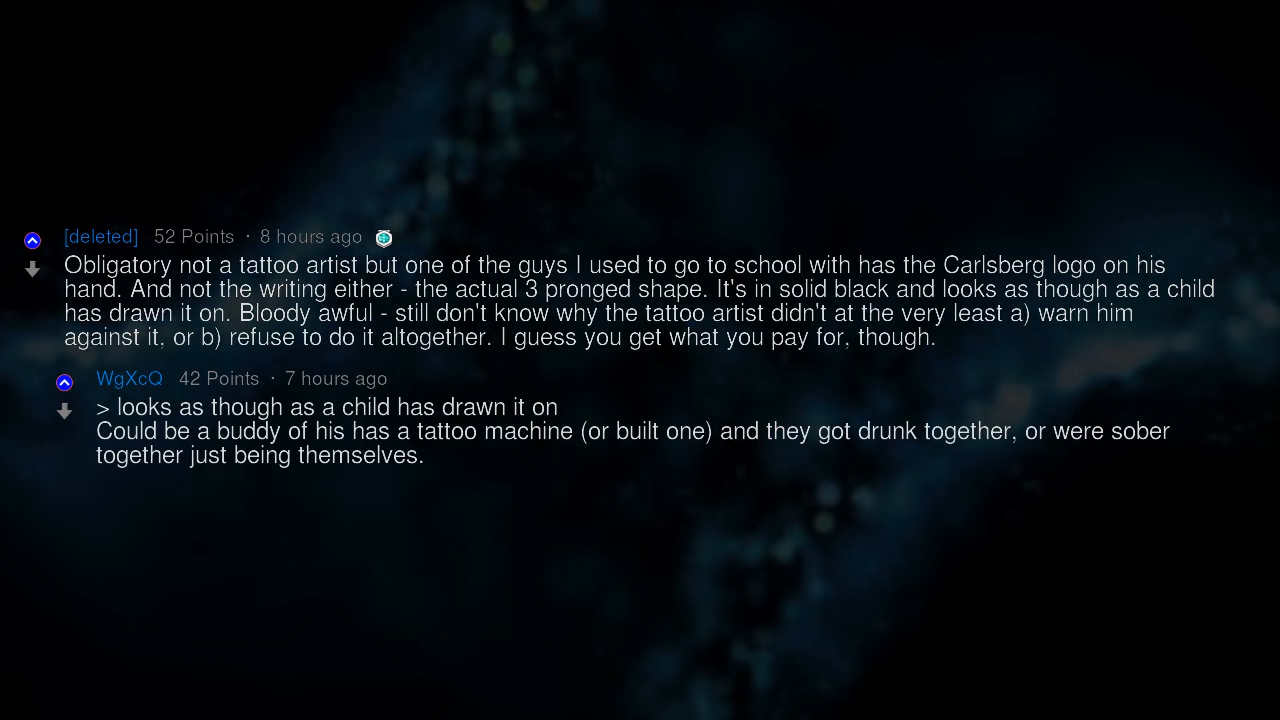 [deleted] 52 Points · 8 hours ago
Obligatory not a tattoo artist but one of the guys I used to go to school with has the Carlsberg logo on his
hand. And not the writing either - the actual 3 pronged shape. It's in solid black and looks as though as a child
has drawn it on. Bloody awful - still don't know why the tattoo artist didn't at the very least a) warn him
against it, or b) refuse to do it altogether. I guess you get what you pay for, though.
WgXcQ 42 Points · 7 hours ago
> looks as though as a child has drawn it on
Could be a buddy of his has a tattoo machine (or built one) and they got drunk together, or were sober
together just being themselves.